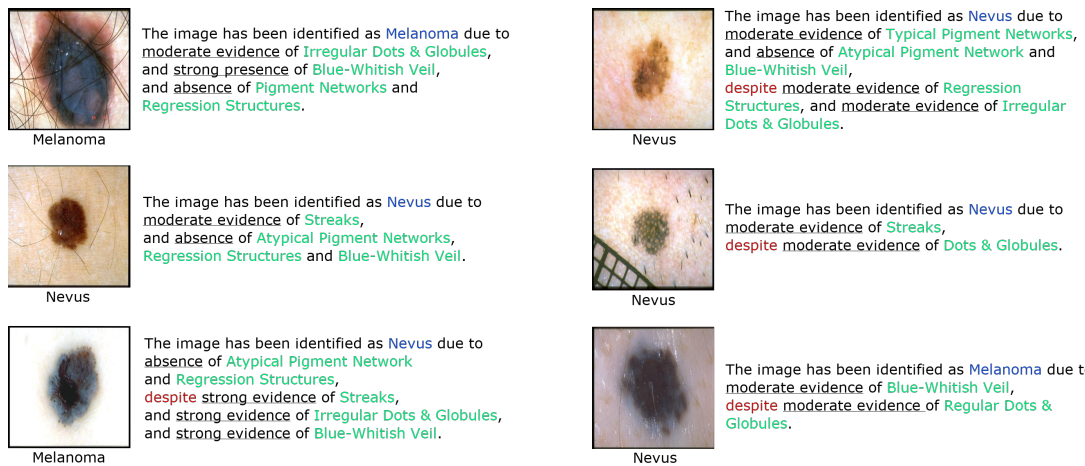 The image has been identified as Melanoma due to
moderate evidence of Irregular Dots & Globules,
and strong presence of Blue-Whitish Veil,
and absence of Pigment Networks and
Regression Structures.
Melanoma
The image has been identified as Nevus due to
moderate evidence of Typical Pigment Networks,
and absence of Atypical Pigment Network and
Blue-Whitish Veil,
despite moderate evidence of Regression
Structures, and moderate evidence of Irregular
Dots & Globules.
Nevus
The image has been identified as Nevus due to
moderate evidence of Streaks,
and absence of Atypical Pigment Networks,
Regression Structures and Blue-Whitish Veil.
Nevus
The image has been identified as Nevus due to
moderate evidence of Streaks,
despite moderate evidence of Dots & Globules.
Nevus
The image has been identified as Nevus due to
absence of Atypical Pigment Network
and Regression Structures,
despite strong evidence of Streaks,
and strong evidence of Irregular Dots & Globules,
and strong evidence of Blue-Whitish Veil.
Melanoma
The image has been identified as Melanoma due t
moderate evidence of Blue-Whitish Veil,
despite moderate evidence of Regular Dots &
Globules.
Nevus